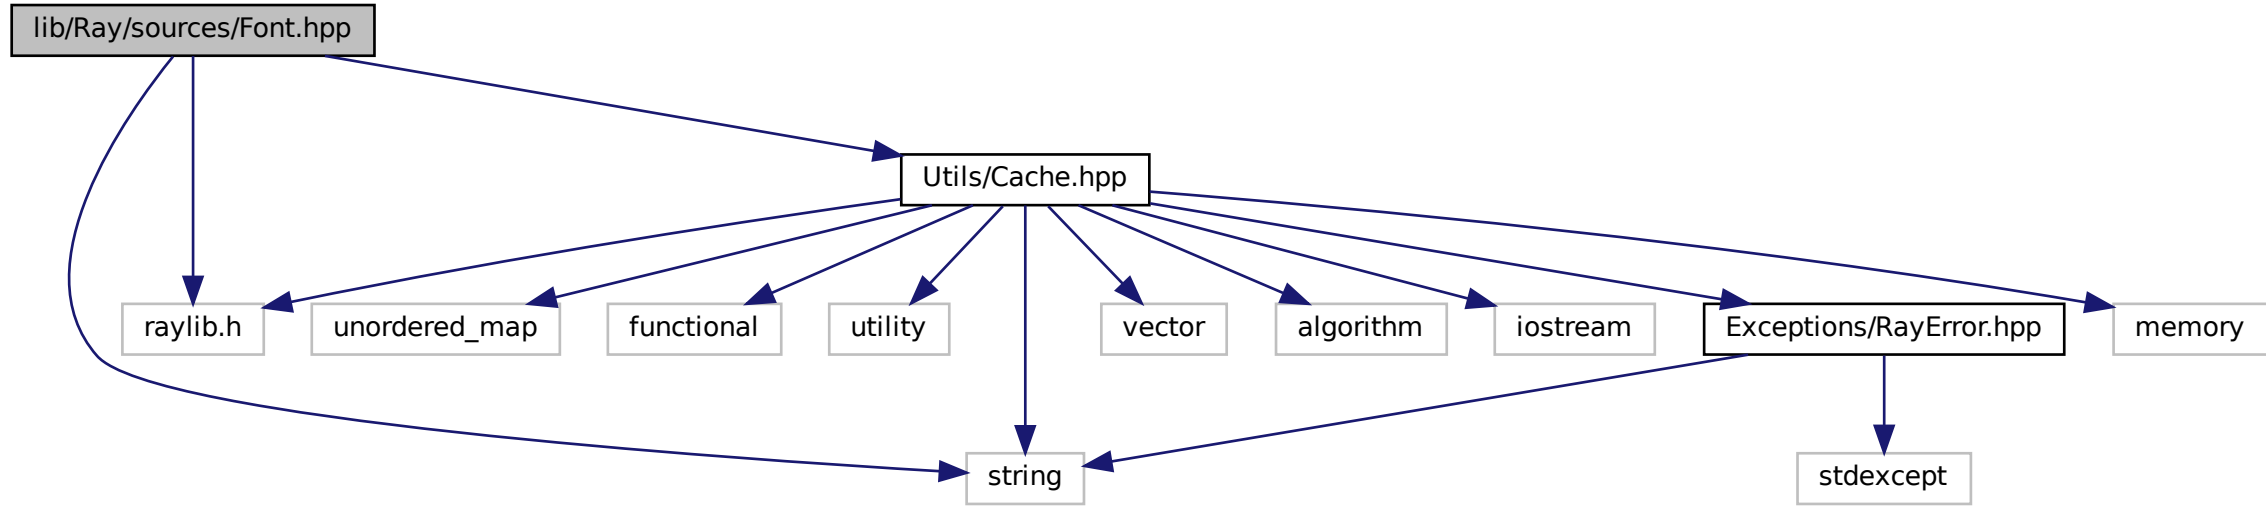 lib/Ray/sources/Font.hpp
Utils/Cache.hpp
raylib.h
unordered_map
functional
utility
vector
algorithm
iostream
Exceptions/RayError.hpp
memory
string
stdexcept